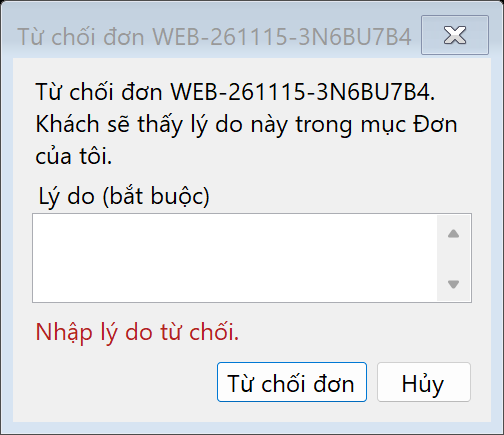 Từ chối đơn WEB-261115-3N6BU7B4
Từ chối đơn WEB-261115-3N6BU7B4.
Khách sẽ thấy lý do này trong mục Đơn
của tôi.
Lý do (bắt buộc)
Nhập lý do từ chối.
Từ chối đơn
Hủy